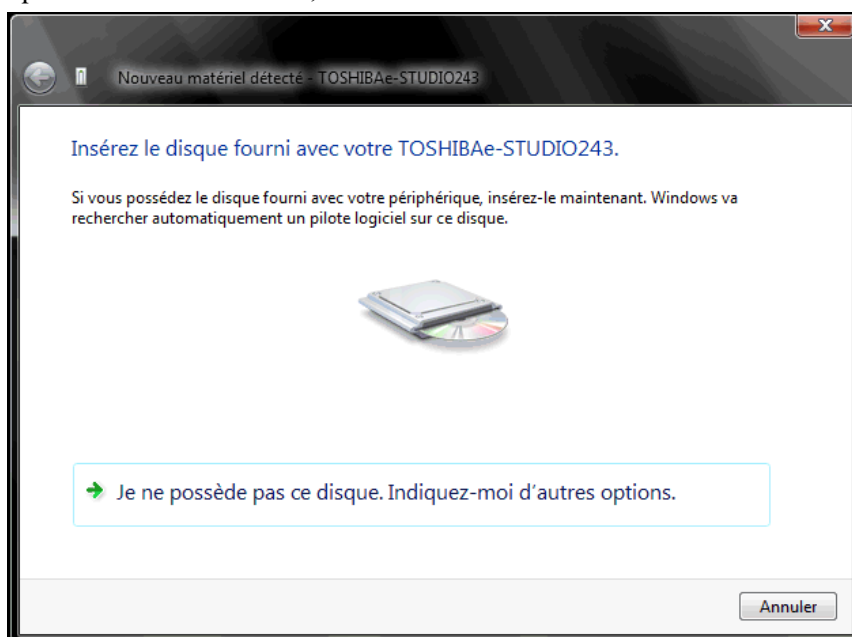 Nouveau matériel détecté - TOSHIBAe-STUDIO243
Insérez le disque fourni avec votre TOSHIBAe-STUDIO243.
Si vous possédez le disque fourni avec votre périphérique, insérez-le maintenant. Windows va
rechercher automatiquement un pilote logiciel sur ce disque.
Je ne possède pas ce disque. Indiquez-moi d'autres options.
Annuler